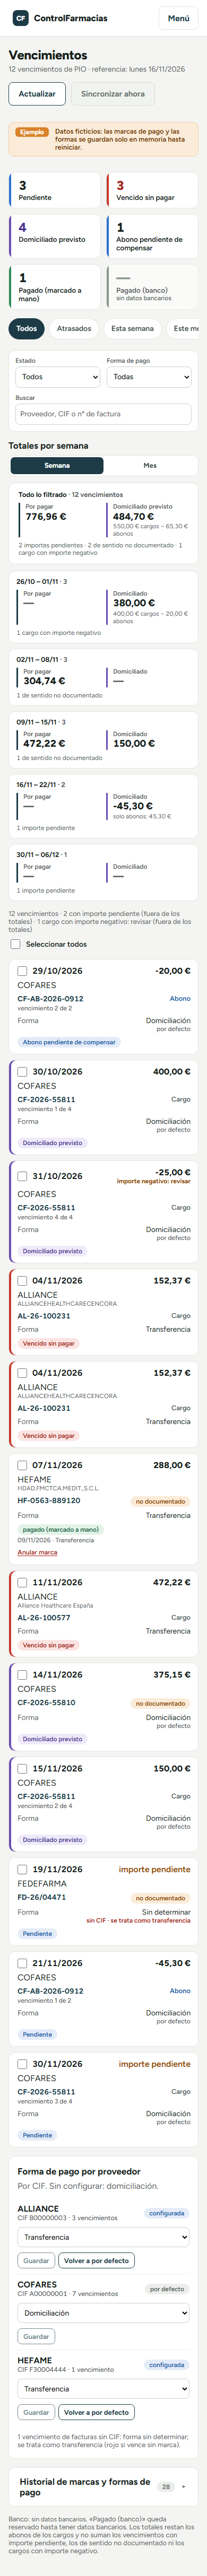 CF ControlFarmacias Menú
Vencimientos
12 vencimientos de PIO · referencia: lunes 16/11/2026
Actualizar Sincronizar ahora
Ejemplo Datos ficticios: las marcas de pago y las
formas se guardan solo en memoria hasta
reiniciar.
3
Pendiente
3
Vencido sin pagar
4
Domiciliado previsto
1
Abono pendiente de
compensar
1
Pagado (marcado a
mano)
—
Pagado (banco)
sin datos bancarios
Todos Atrasados Esta semana Este me
Estado
Todos
Forma de pago
Todas
Buscar
Proveedor, CIF o nº de factura
Totales por semana
Semana Mes
Todo lo filtrado · 12 vencimientos
Por pagar
776,96 €
Domiciliado previsto
484,70 €
550,00 € cargos − 65,30 €
abonos
2 importes pendientes · 2 de sentido no documentado · 1
cargo con importe negativo
26/10 – 01/11 · 3
Por pagar
—
Domiciliado
380,00 €
400,00 € cargos − 20,00 €
abonos
1 cargo con importe negativo
02/11 – 08/11 · 3
Por pagar
304,74 €
Domiciliado
—
1 de sentido no documentado
09/11 – 15/11 · 3
Por pagar
472,22 €
Domiciliado
150,00 €
1 de sentido no documentado
16/11 – 22/11 · 2
Por pagar
—
Domiciliado
-45,30 €
solo abonos: 45,30 €
1 importe pendiente
30/11 – 06/12 · 1
Por pagar
—
Domiciliado
—
1 importe pendiente
12 vencimientos · 2 con importe pendiente (fuera de los
totales) · 1 cargo con importe negativo: revisar (fuera de los
totales)
Seleccionar todos
29/10/2026 -20,00 €
COFARES
CF-AB-2026-0912 Abono
vencimiento 2 de 2
Forma Domiciliación
por defecto
Abono pendiente de compensar
30/10/2026 400,00 €
COFARES
CF-2026-55811 Cargo
vencimiento 1 de 4
Forma Domiciliación
por defecto
Domiciliado previsto
31/10/2026 -25,00 €
importe negativo: revisar
COFARES
CF-2026-55811 Cargo
vencimiento 4 de 4
Forma Domiciliación
por defecto
Domiciliado previsto
04/11/2026 152,37 €
ALLIANCE
ALLIANCEHEALTHCARECENCORA
AL-26-100231 Cargo
Forma Transferencia
Vencido sin pagar
04/11/2026 152,37 €
ALLIANCE
ALLIANCEHEALTHCARECENCORA
AL-26-100231 Cargo
Forma Transferencia
Vencido sin pagar
07/11/2026 288,00 €
HEFAME
HDAD.FMCTCA.MEDIT.,S.C.L.
HF-0563-889120 no documentado
Forma Transferencia
pagado (marcado a mano)
09/11/2026 · Transferencia
Anular marca
11/11/2026 472,22 €
ALLIANCE
Alliance Healthcare España
AL-26-100577 Cargo
Forma Transferencia
Vencido sin pagar
14/11/2026 375,15 €
COFARES
CF-2026-55810 no documentado
Forma Domiciliación
por defecto
Domiciliado previsto
15/11/2026 150,00 €
COFARES
CF-2026-55811 Cargo
vencimiento 2 de 4
Forma Domiciliación
por defecto
Domiciliado previsto
19/11/2026 importe pendiente
FEDEFARMA
FD-26/04471 no documentado
Forma Sin determinar
sin CIF · se trata como transferencia
Pendiente
21/11/2026 -45,30 €
COFARES
CF-AB-2026-0912 Abono
vencimiento 1 de 2
Forma Domiciliación
por defecto
Pendiente
30/11/2026 importe pendiente
COFARES
CF-2026-55811 Cargo
vencimiento 3 de 4
Forma Domiciliación
por defecto
Pendiente
Forma de pago por proveedor
Por CIF. Sin configurar: domiciliación.
ALLIANCE configurada
CIF B00000003 · 3 vencimientos
Transferencia
Guardar Volver a por defecto
COFARES por defecto
CIF A00000001 · 7 vencimientos
Domiciliación
Guardar
HEFAME configurada
CIF F30004444 · 1 vencimiento
Transferencia
Guardar Volver a por defecto
1 vencimiento de facturas sin CIF: forma sin determinar;
se trata como transferencia (rojo si vence sin marca).
Historial de marcas y formas de
pago 28
Banco: sin datos bancarios. «Pagado (banco)» queda
reservado hasta tener datos bancarios. Los totales restan los
abonos de los cargos y no suman los vencimientos con
importe pendiente, los de sentido no documentado ni los
cargos con importe negativo.